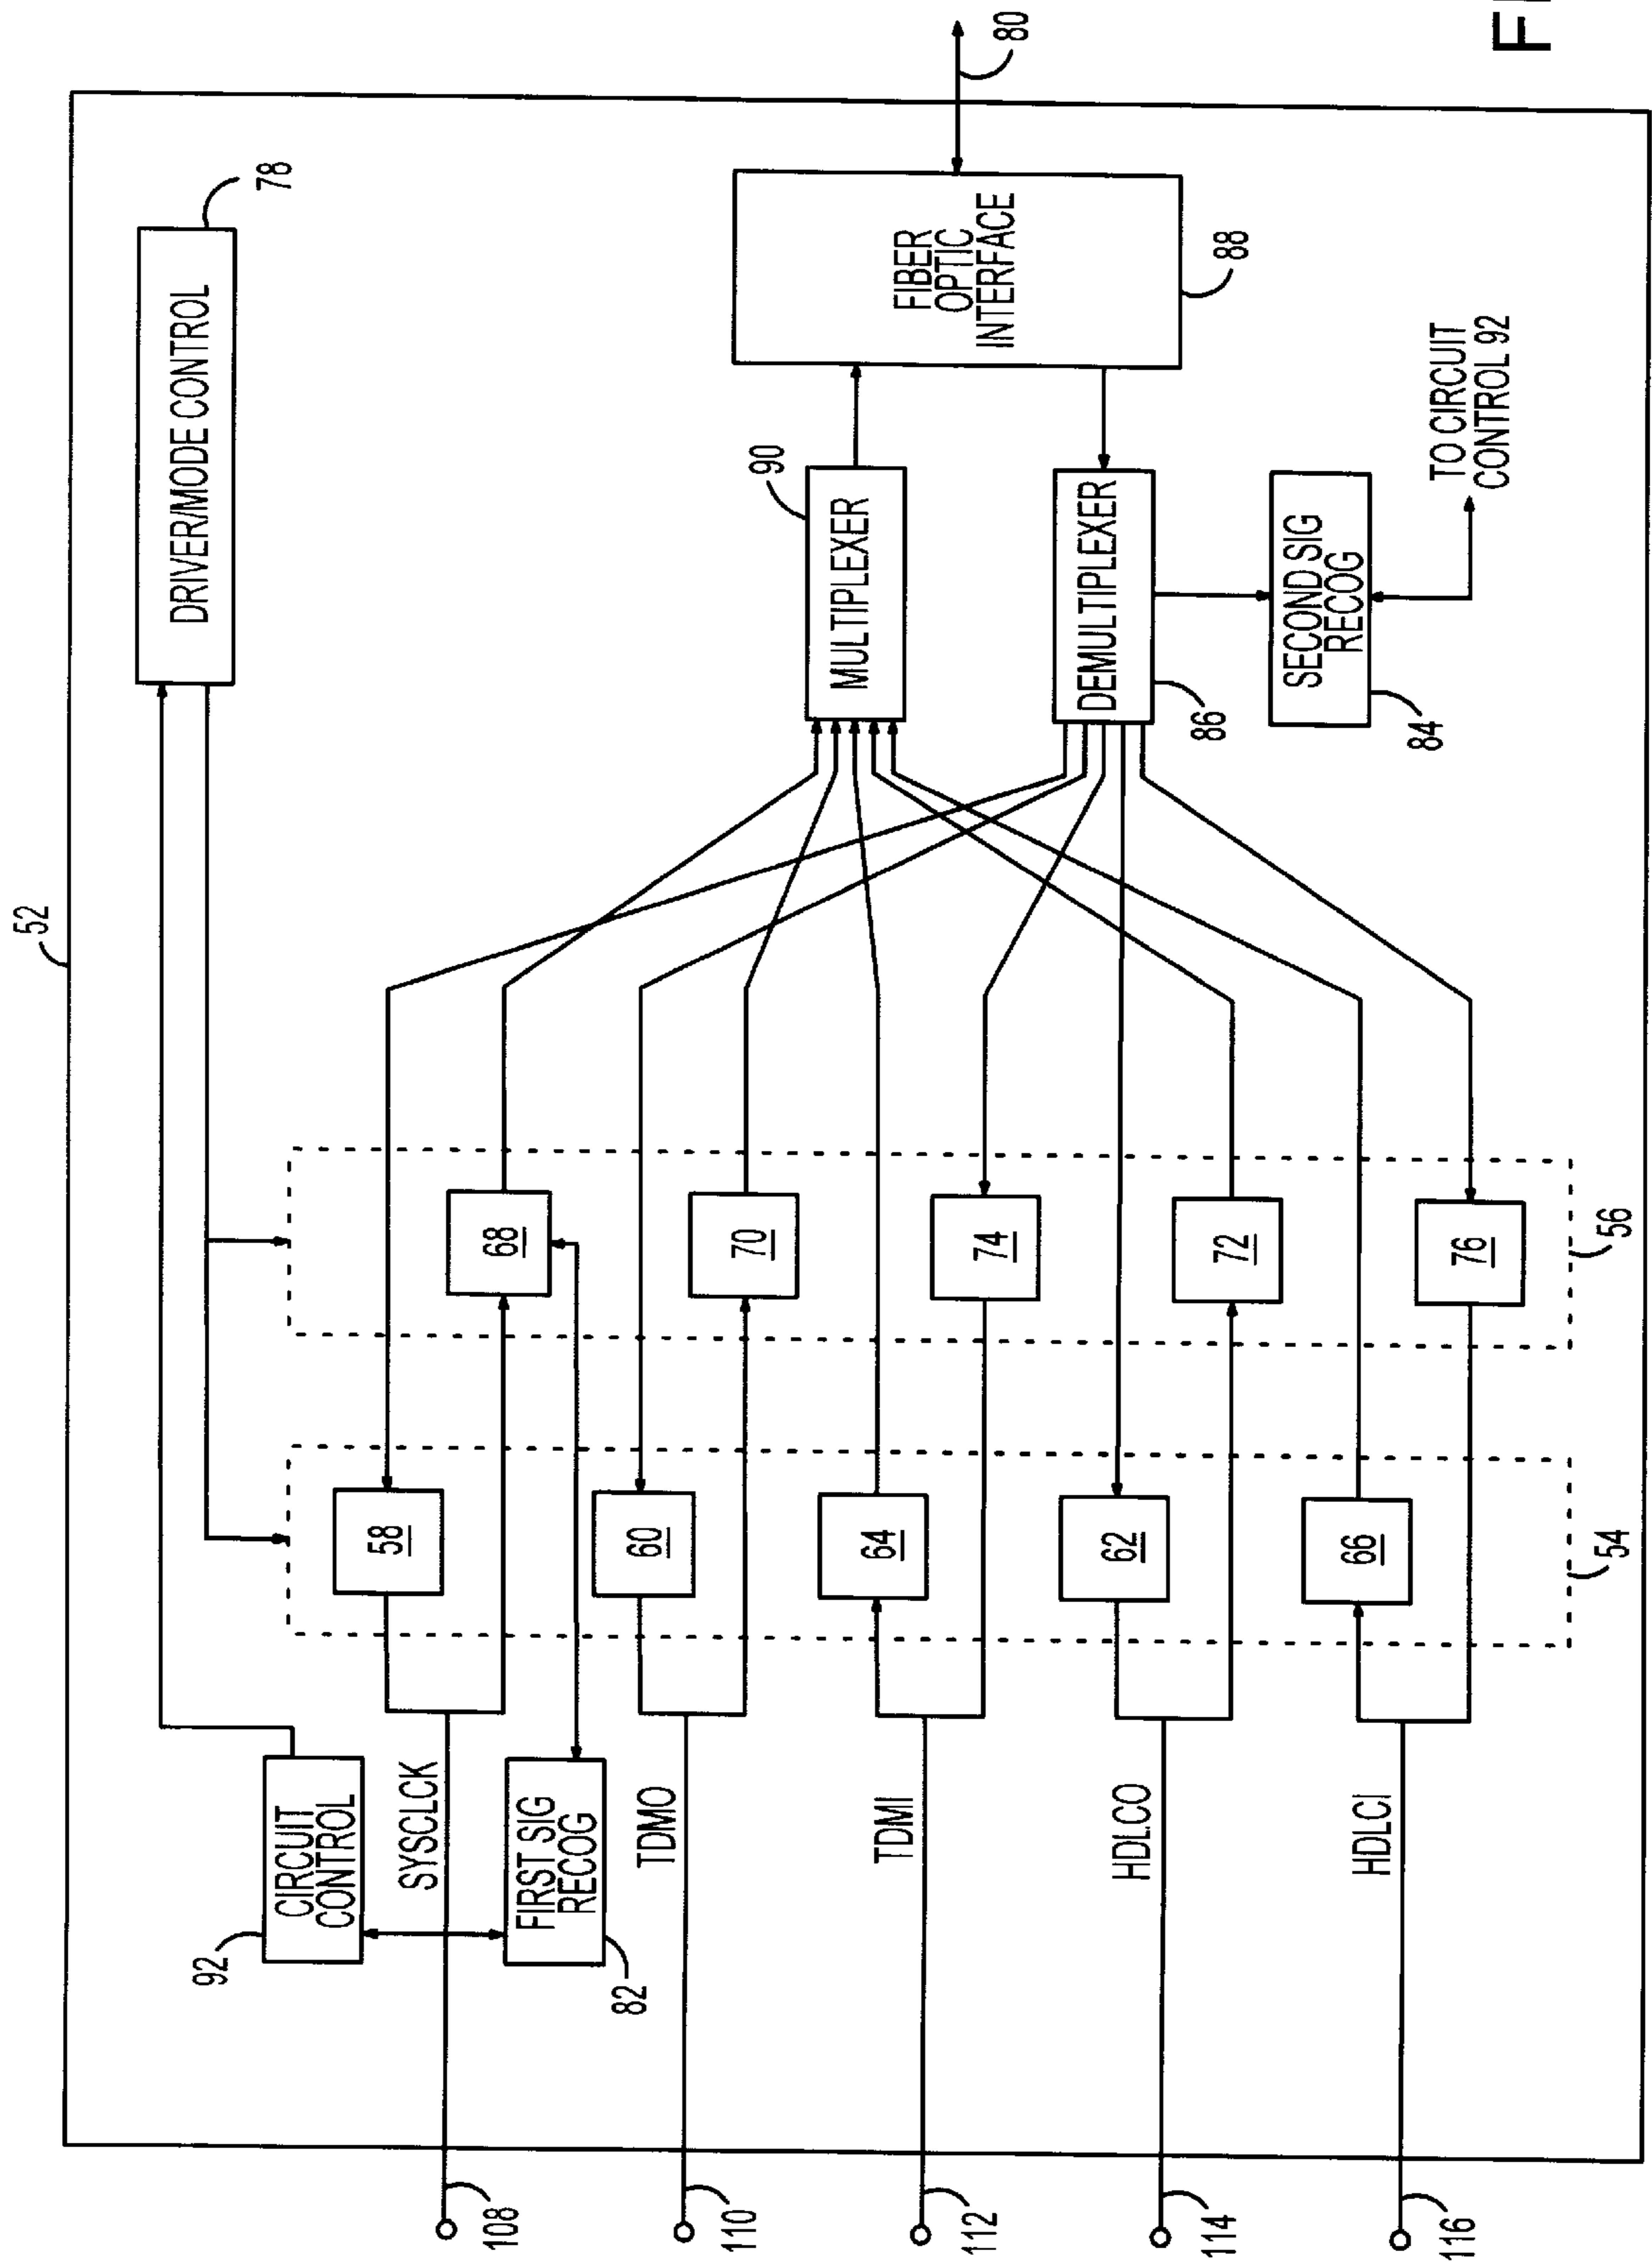 52
DRIVER/MODE CONTROL
78
92
CIRCUIT
CONTROL
SYSCLCK
FIRST SIG
RECOG
82
TDMO
TDMI
HDLCO
HDLCI
108
110
112
114
116
58
60
64
62
66
54
68
70
74
72
76
56
90
MULTIPLEXER
DEMULTIPLEXER
86
SECOND SIG
RECOG
84
TO CIRCUIT
CONTROL 92
FIBER
OPTIC
INTERFACE
88
80